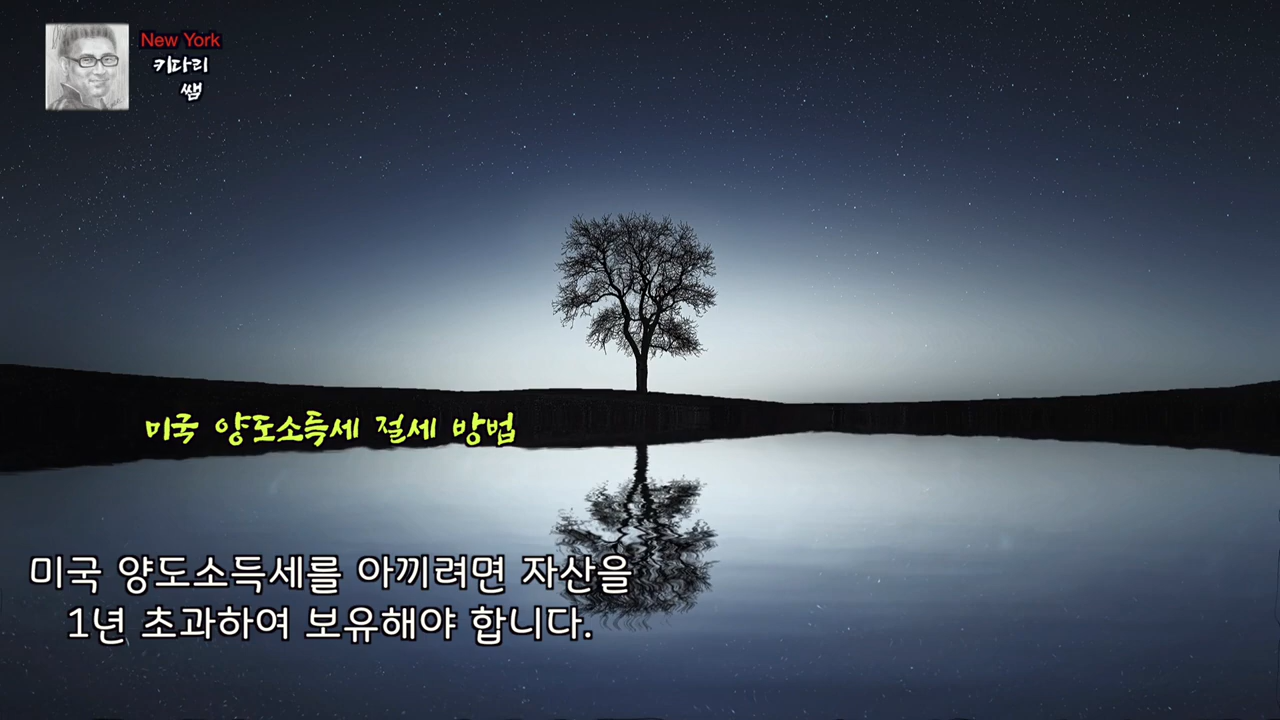 New York
키다리
쌤
미국 양도소득세 절세 방법
미국 양도소득세를 아끼려면 자산을
1년 초과하여 보유해야 합니다.